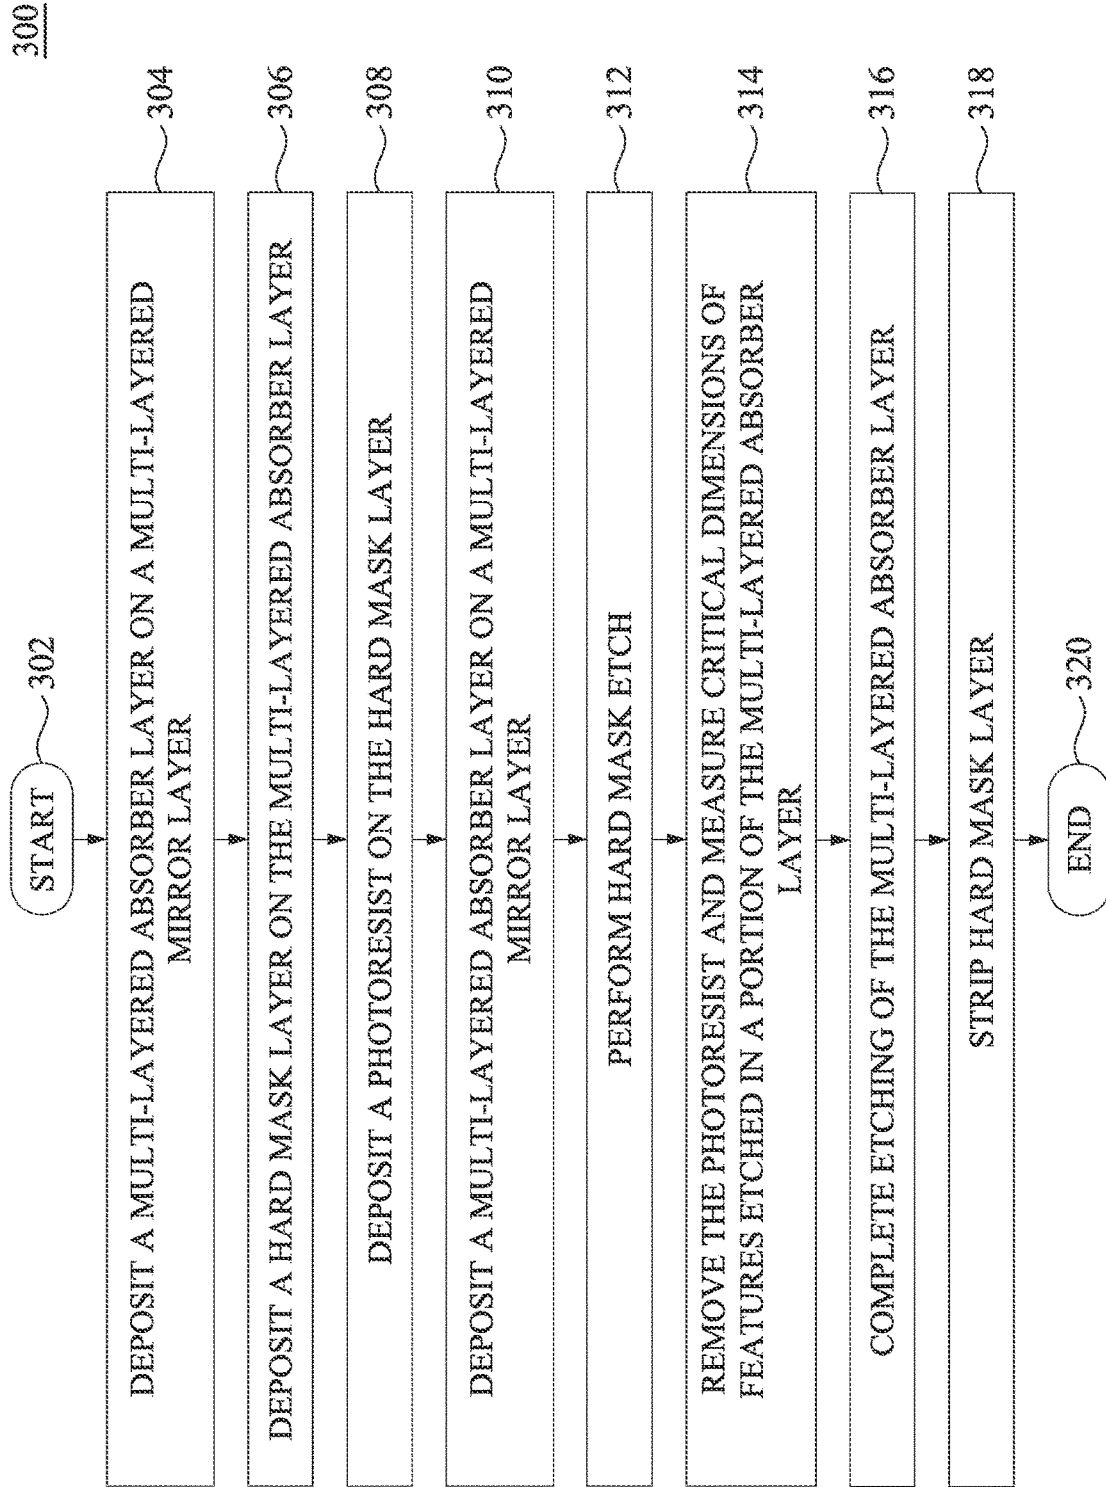 300
START
302
DEPOSIT A MULTI-LAYERED ABSORBER LAYER ON A MULTI-LAYERED
MIRROR LAYER
304
DEPOSIT A HARD MASK LAYER ON THE MULTI-LAYERED ABSORBER LAYER
306
DEPOSIT A PHOTORESIST ON THE HARD MASK LAYER
308
DEPOSIT A MULTI-LAYERED ABSORBER LAYER ON A MULTI-LAYERED
MIRROR LAYER
310
PERFORM HARD MASK ETCH
312
REMOVE THE PHOTORESIST AND MEASURE CRITICAL DIMENSIONS OF
FEATURES ETCHED IN A PORTION OF THE MULTI-LAYERED ABSORBER
LAYER
314
COMPLETE ETCHING OF THE MULTI-LAYERED ABSORBER LAYER
316
STRIP HARD MASK LAYER
318
END
320